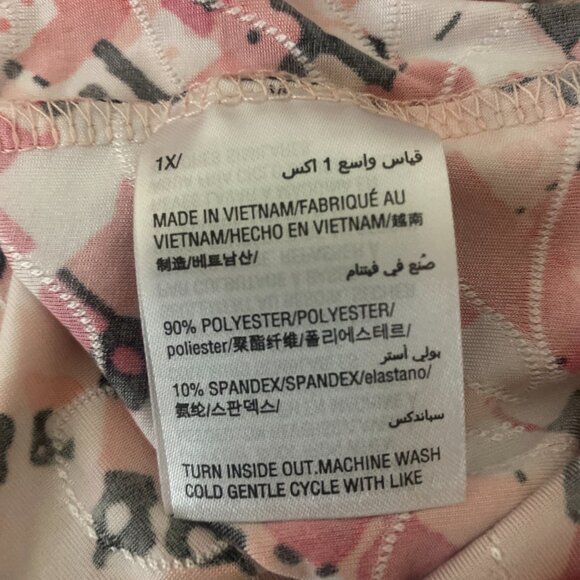 1X/
قياس واسع 1 اكس
MADE IN VIETNAM/FABRIQUÉ AU
VIETNAM/HECHO EN VIETNAM/越南
制造/베트남산/
صُنع في فيتنام
90% POLYESTER/POLYESTER/
poliester/聚酯纤维/폴리에스테르/
بولي أستر
10% SPANDEX/SPANDEX/elastano/
氨纶/스판덱스/
سباندكس
TURN INSIDE OUT.MACHINE WASH
COLD GENTLE CYCLE WITH LIKE